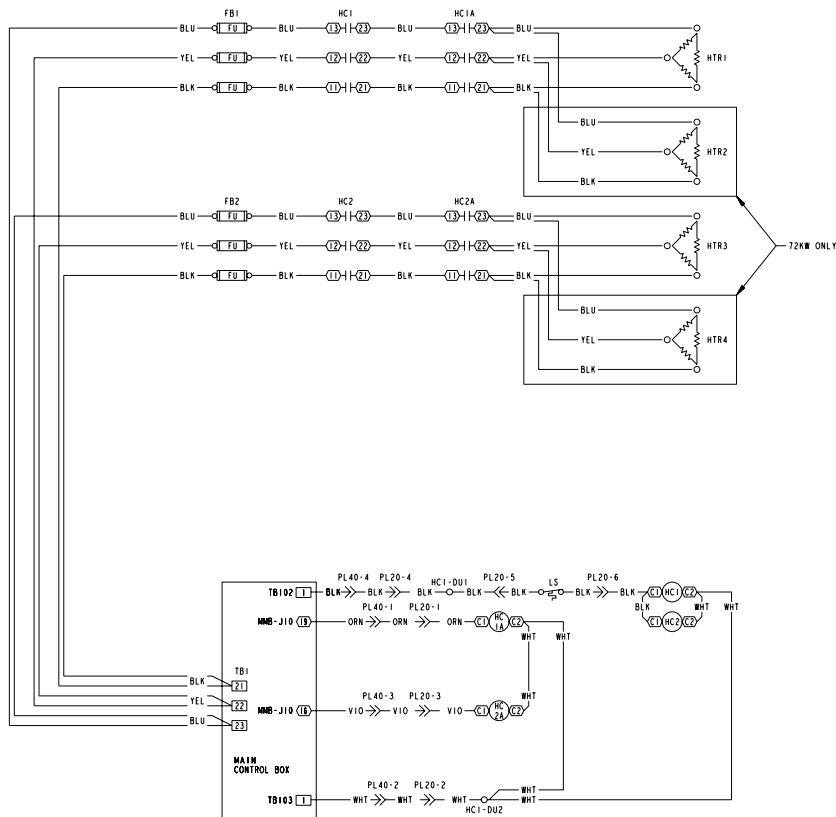 FB1 HC1 HC1A
BLU FU BLU 13 23 BLU 13 23 BLU
YEL FU YEL 12 22 YEL 12 22 YEL HTR1
BLK FU BLK 11 21 BLK 11 21 BLK
BLU
YEL HTR2
BLK
FB2 HC2 HC2A
BLU FU BLU 13 23 BLU 13 23 BLU
YEL FU YEL 12 22 YEL 12 22 YEL HTR3 72KW ONLY
BLK FU BLK 11 21 BLK 11 21 BLK
BLU
YEL HTR4
BLK
PL40-4 PL20-4 HC1-DU1 PL20-5 LS PL20-6
TB102 1 BLK BLK BLK BLK BLK BLK BLK C1 HC1 C2
BLK WHT WHT
PL40-1 PL20-1
MMB-J10 19 ORN ORN ORN C1 HC 1A C2 C1 HC2 C2
WHT
TB1
BLK 21
YEL 22
BLU 23
PL40-3 PL20-3 WHT WHT
MMB-J10 16 VIO VIO VIO C1 HC 2A C2
MAIN
CONTROL BOX
PL40-2 PL20-2 WHT
TB103 1 WHT WHT WHT WHT
HC1-DU2